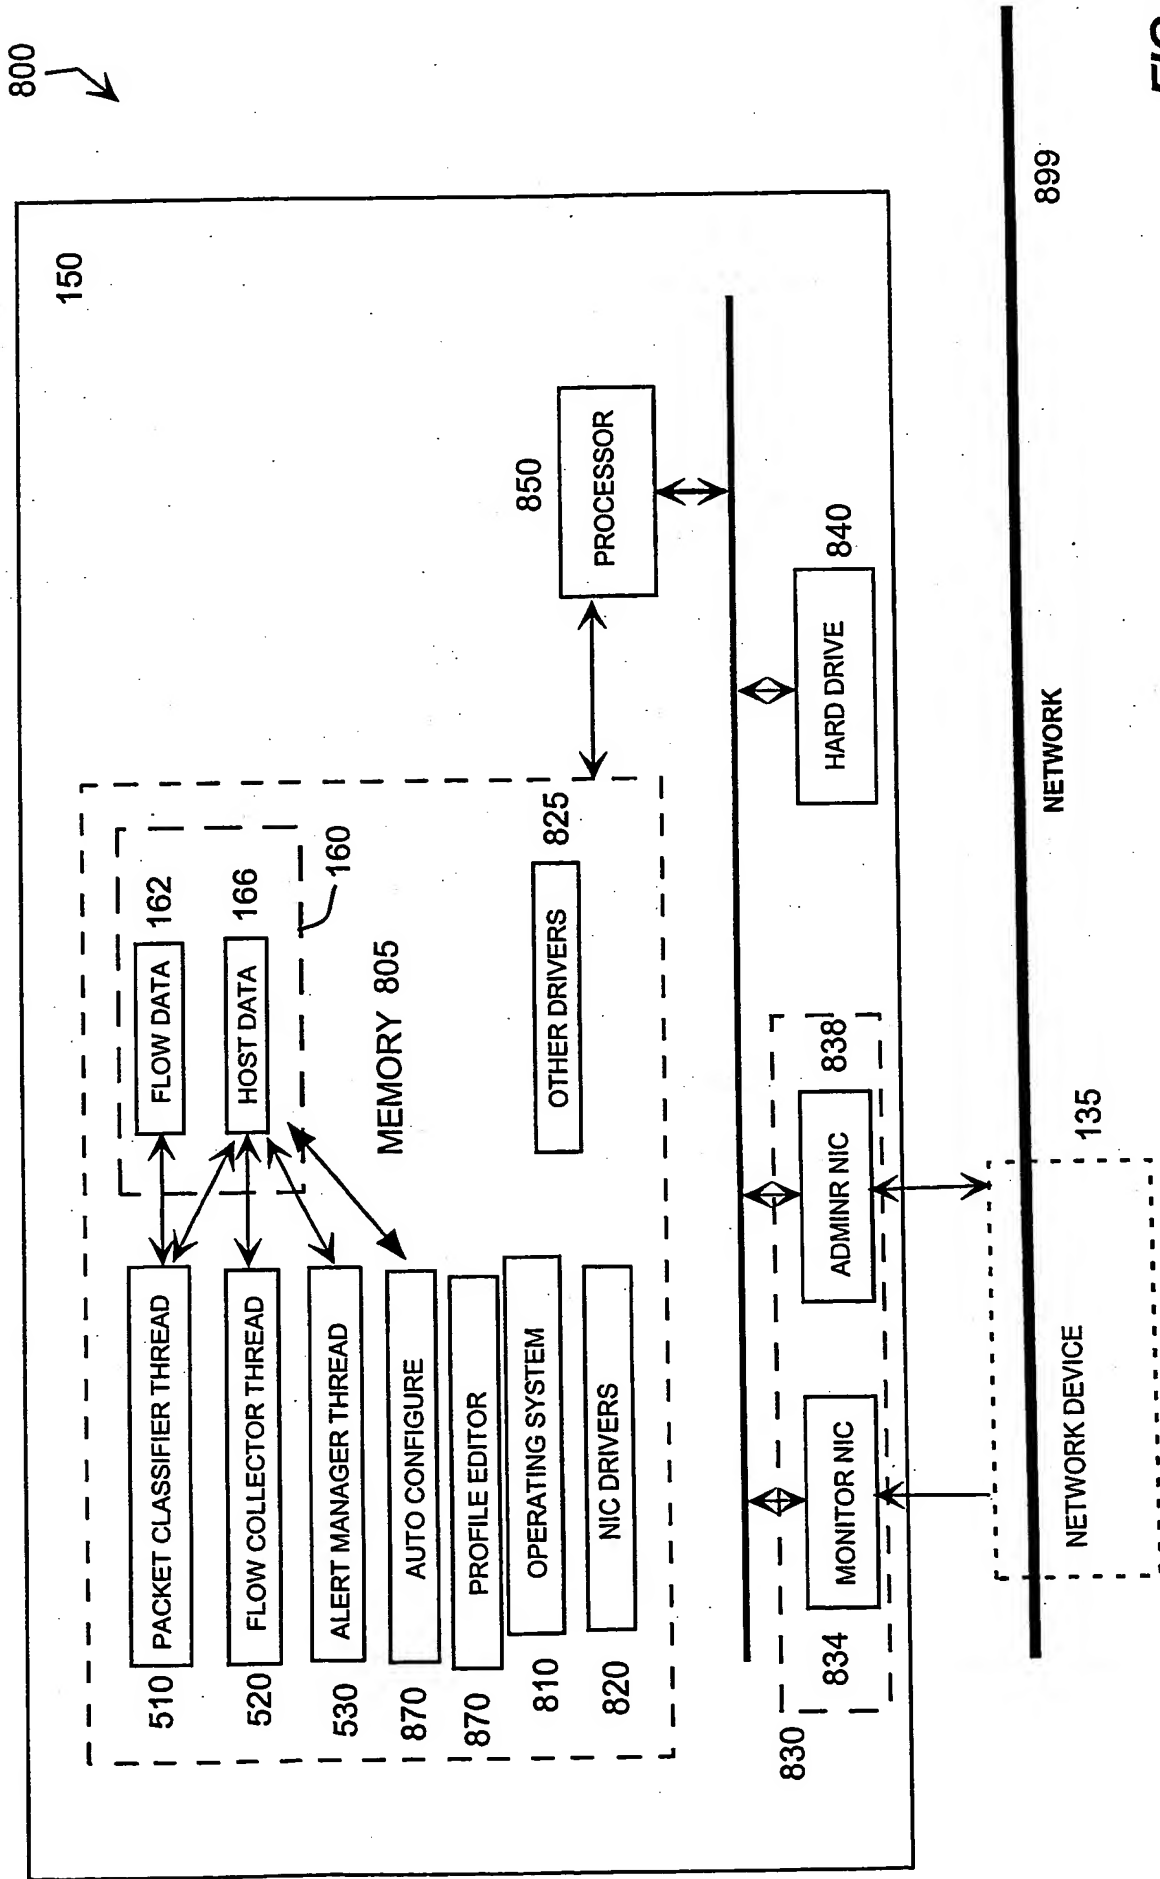 800
150
510 PACKET CLASSIFIER THREAD
FLOW DATA 162
520 FLOW COLLECTOR THREAD
HOST DATA 166
160
530 ALERT MANAGER THREAD
MEMORY 805
870 AUTO CONFIGURE
870 PROFILE EDITOR
810 OPERATING SYSTEM
OTHER DRIVERS 825
820 NIC DRIVERS
850
PROCESSOR
830
834 MONITOR NIC
ADMINR NIC 838
HARD DRIVE 840
NETWORK DEVICE 135
NETWORK
899